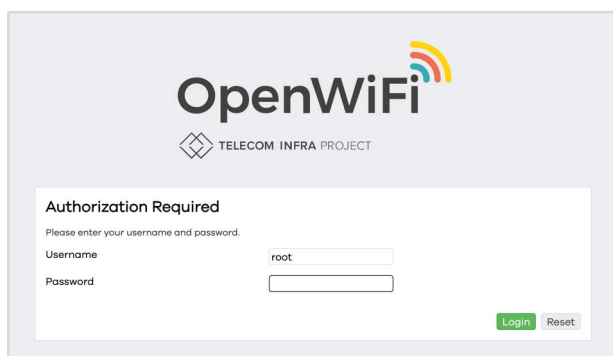 OpenWiFi
TELECOM INFRA PROJECT
Authorization Required
Please enter your username and password.
Username root
Password
Login Reset